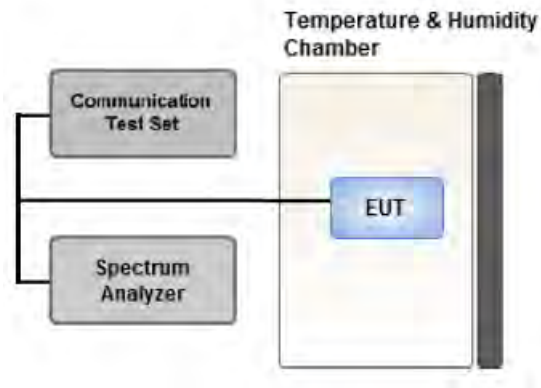 Temperature & Humidity
Chamber
Communication
Test Set
EUT
Spectrum
Analyzer